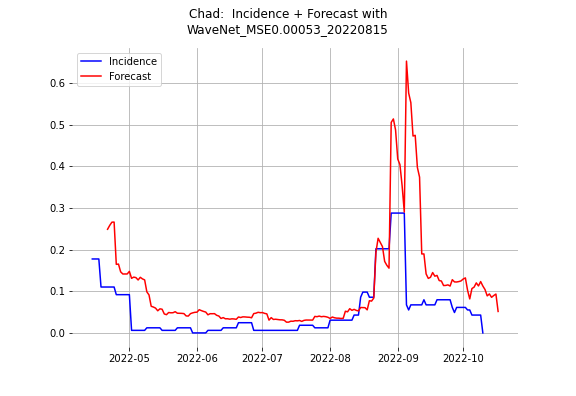 Chad:  Incidence + Forecast with
WaveNet_MSE0.00053_20220815
Incidence
Forecast
0.6
0.5
0.4
0.3
0.2
0.1
0.0
2022-05 2022-06 2022-07 2022-08 2022-09 2022-10